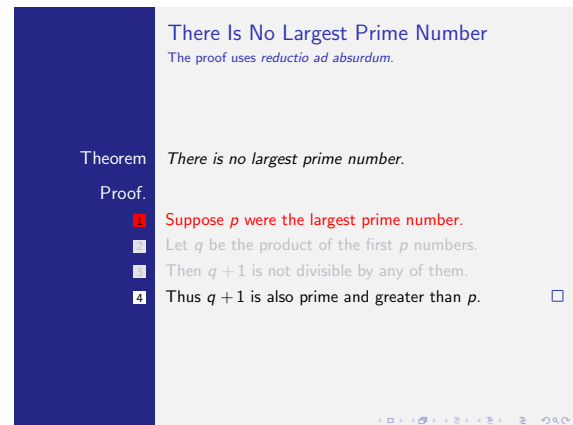 There Is No Largest Prime Number
The proof uses reductio ad absurdum.
Theorem There is no largest prime number.
Proof.
1 Suppose p were the largest prime number.
2 Let q be the product of the first p numbers.
3 Then q + 1 is not divisible by any of them.
4 Thus q + 1 is also prime and greater than p. □